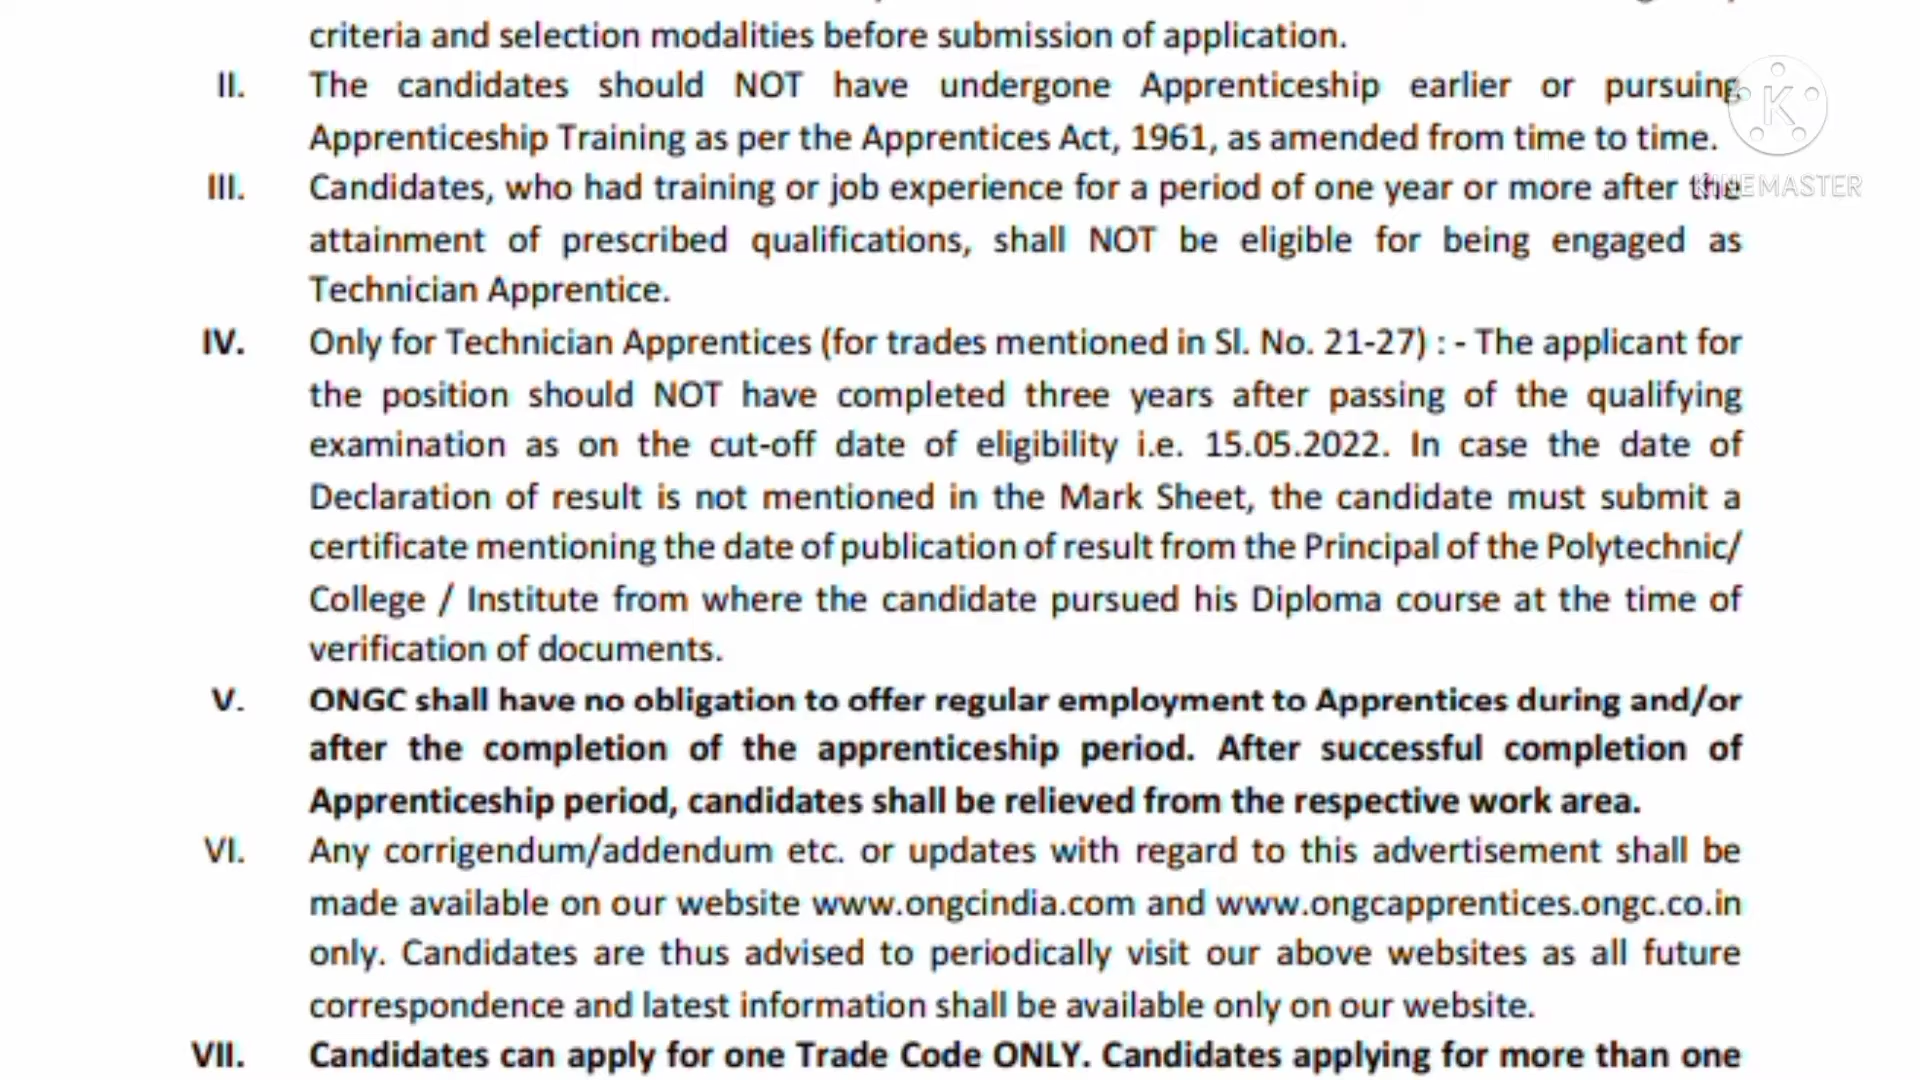 criteria and selection modalities before submission of application.
II. The candidates should NOT have undergone Apprenticeship earlier or pursuing
Apprenticeship Training as per the Apprentices Act, 1961, as amended from time to time.
III. Candidates, who had training or job experience for a period of one year or more after the
attainment of prescribed qualifications, shall NOT be eligible for being engaged as
Technician Apprentice.
IV. Only for Technician Apprentices (for trades mentioned in Sl. No. 21-27) : - The applicant for
the position should NOT have completed three years after passing of the qualifying
examination as on the cut-off date of eligibility i.e. 15.05.2022. In case the date of
Declaration of result is not mentioned in the Mark Sheet, the candidate must submit a
certificate mentioning the date of publication of result from the Principal of the Polytechnic/
College / Institute from where the candidate pursued his Diploma course at the time of
verification of documents.
V. ONGC shall have no obligation to offer regular employment to Apprentices during and/or
after the completion of the apprenticeship period. After successful completion of
Apprenticeship period, candidates shall be relieved from the respective work area.
VI. Any corrigendum/addendum etc. or updates with regard to this advertisement shall be
made available on our website www.ongcindia.com and www.ongcapprentices.ongc.co.in
only. Candidates are thus advised to periodically visit our above websites as all future
correspondence and latest information shall be available only on our website.
VII. Candidates can apply for one Trade Code ONLY. Candidates applying for more than one
K
KINEMASTER